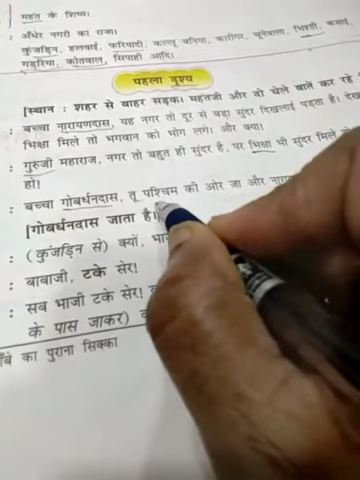 महंत के शिष्य।
: अँधेर नगरी का राजा।
कुंजड़िन, हलवाई, फरियादी, कल्लू बनिया, कारीगर, चूनेवाला, भिश्ती, कसाई,
गड़रिया, कोतवाल, सिपाही आदि।
पहला दृश्य
[स्थान : शहर से बाहर सड़क। महंतजी और दो चेले बातें कर रहे
: बच्चा नारायणदास, यह नगर तो दूर से बड़ा सुंदर दिखलाई पड़ता है।
भिक्षा मिले तो भगवान को भोग लगे। और क्या।
: गुरुजी महाराज, नगर तो बहुत ही सुंदर है, पर भिक्षा भी सुंदर मिले
हो!
: बच्चा गोबर्धनदास, तू पश्चिम की ओर जा और
[गोबर्धनदास जाता है।
: (कुंजड़िन से) क्यों,
: बाबाजी, टके सेर!
: सब भाजी टके सेर!
के पास जाकर)
का पुराना सिक्का